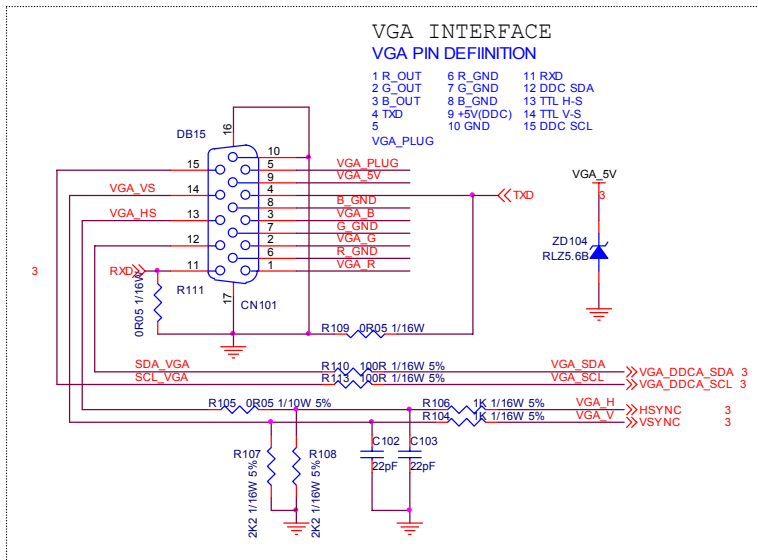 VGA INTERFACE
VGA PIN DEFIINITION
1 R_OUT 6 R_GND 11 RXD
2 G_OUT 7 G_GND 12 DDC SDA
3 B_OUT 8 B_GND 13 TTL H-S
4 TXD 9 +5V(DDC) 14 TTL V-S
5 10 GND 15 DDC SCL
VGA_PLUG
DB15
16
10
15 5 VGA_PLUG
9 VGA_5V
VGA_VS 14 4 TXD
8 B_GND
VGA_HS 13 3 VGA_B
7 G_GND
12 2 VGA_G
6 R_GND
3 RXD 11 1 VGA_R
VGA_5V
3
ZD104
RLZ5.6B
R111
0R05 1/16W
17
CN101
R109 0R05 1/16W
SDA_VGA R110 100R 1/16W 5% VGA_SDA VGA_DDCA_SDA 3
SCL_VGA R113 100R 1/16W 5% VGA_SCL VGA_DDCA_SCL 3
R105 0R05 1/10W 5% R106 1K 1/16W 5% VGA_H HSYNC 3
R104 1K 1/16W 5% VGA_V VSYNC 3
R107
2K2 1/16W 5%
R108
2K2 1/16W 5%
C102
22pF
C103
22pF